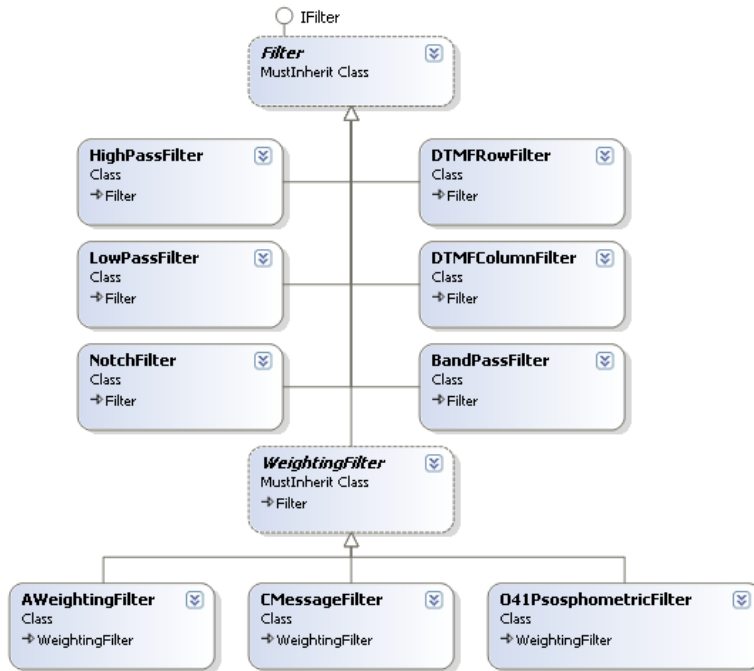 IFilter
Filter
MustInherit Class
HighPassFilter
Class
Filter
DTMFRowFilter
Class
Filter
LowPassFilter
Class
Filter
DTMFColumnFilter
Class
Filter
NotchFilter
Class
Filter
BandPassFilter
Class
Filter
WeightingFilter
MustInherit Class
Filter
AWeightingFilter
Class
WeightingFilter
CMessageFilter
Class
WeightingFilter
O41PsosphometricFilter
Class
WeightingFilter